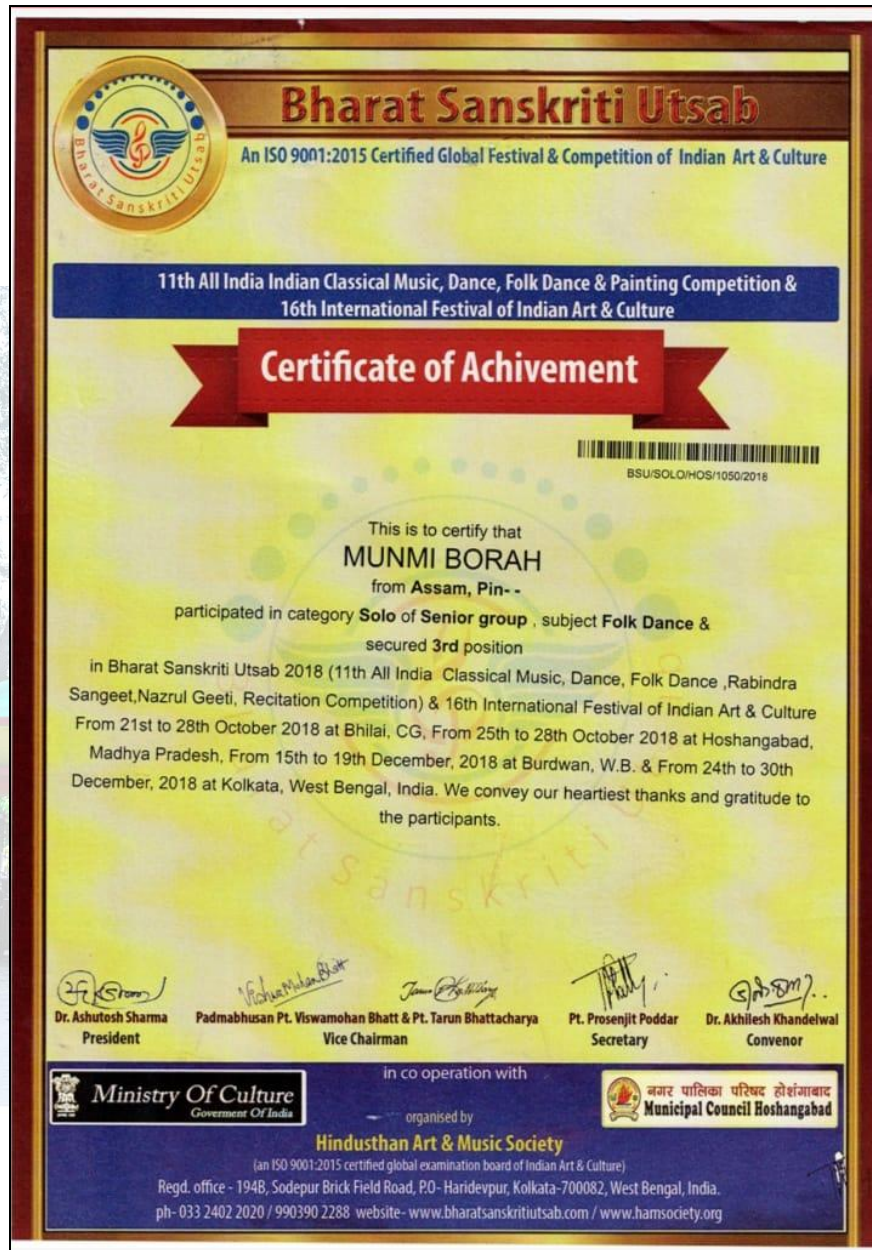 Bharat Sanskriti Utsab
Bharat Sanskriti Utsab
An ISO 9001:2015 Certified Global Festival & Competition of Indian Art & Culture
11th All India Indian Classical Music, Dance, Folk Dance & Painting Competition &
16th International Festival of Indian Art & Culture
Certificate of Achivement
BSU/SOLO/HOS/1050/2018
This is to certify that
MUNMI BORAH
from Assam, Pin- -
participated in category Solo of Senior group , subject Folk Dance &
secured 3rd position
in Bharat Sanskriti Utsab 2018 (11th All India Classical Music, Dance, Folk Dance ,Rabindra
Sangeet,Nazrul Geeti, Recitation Competition) & 16th International Festival of Indian Art & Culture
From 21st to 28th October 2018 at Bhilai, CG, From 25th to 28th October 2018 at Hoshangabad,
Madhya Pradesh, From 15th to 19th December, 2018 at Burdwan, W.B. & From 24th to 30th
December, 2018 at Kolkata, West Bengal, India. We convey our heartiest thanks and gratitude to
the participants.
Vishwa Mohan Bhatt
Dr. Ashutosh Sharma
President
Padmabhusan Pt. Viswamohan Bhatt & Pt. Tarun Bhattacharya
Vice Chairman
Pt. Prosenjit Poddar
Secretary
Dr. Akhilesh Khandelwal
Convenor
in co operation with
Ministry Of Culture
Goverment Of India
नगर पालिका परिषद होशंगाबाद
Municipal Council Hoshangabad
organised by
Hindusthan Art & Music Society
(an ISO 9001:2015 certified global examination board of Indian Art & Culture)
Regd. office - 194B, Sodepur Brick Field Road, P.O- Haridevpur, Kolkata-700082, West Bengal, India.
ph- 033 2402 2020 / 990390 2288 website- www.bharatsanskritiutsab.com / www.hamsociety.org